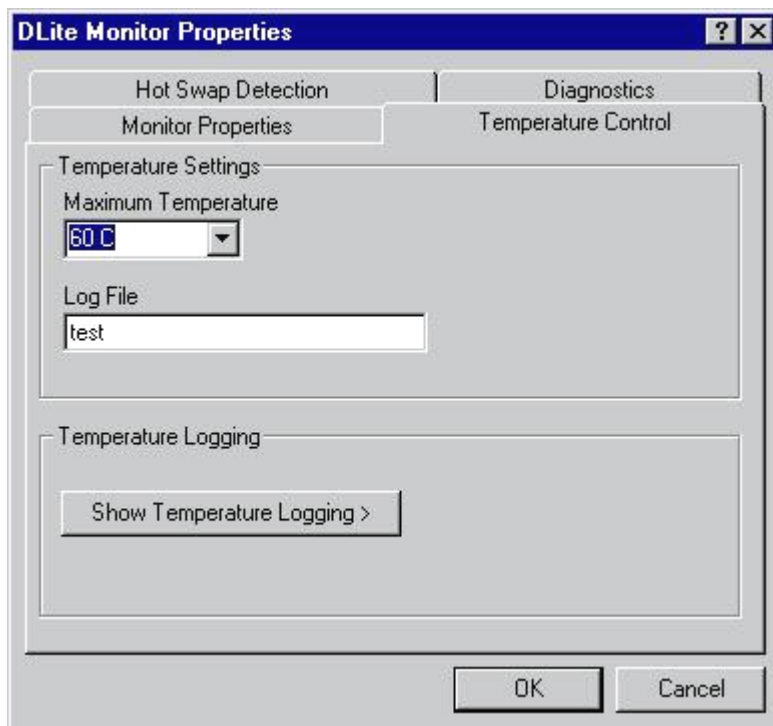 DLite Monitor Properties
Hot Swap Detection
Diagnostics
Monitor Properties
Temperature Control
Temperature Settings
Maximum Temperature
60 C
Log File
test
Temperature Logging
Show Temperature Logging >
OK
Cancel